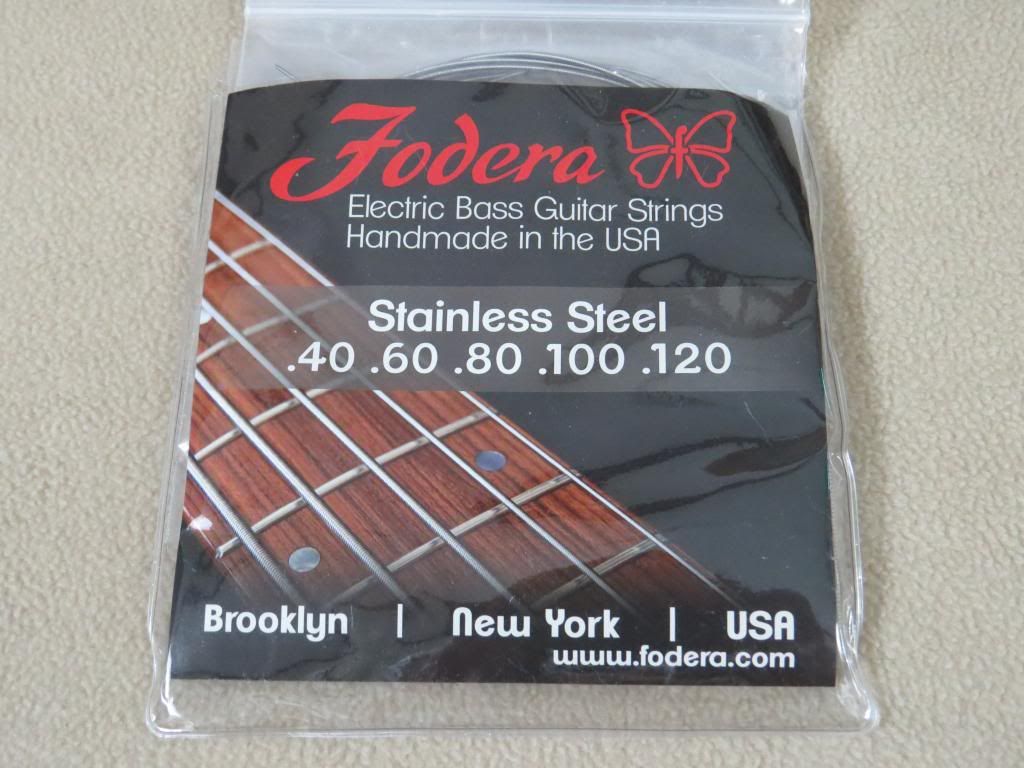 Fodera
Electric Bass Guitar Strings
Handmade in the USA
Stainless Steel
.40 .60 .80 .100 .120
Brooklyn | New York | USA
www.fodera.com